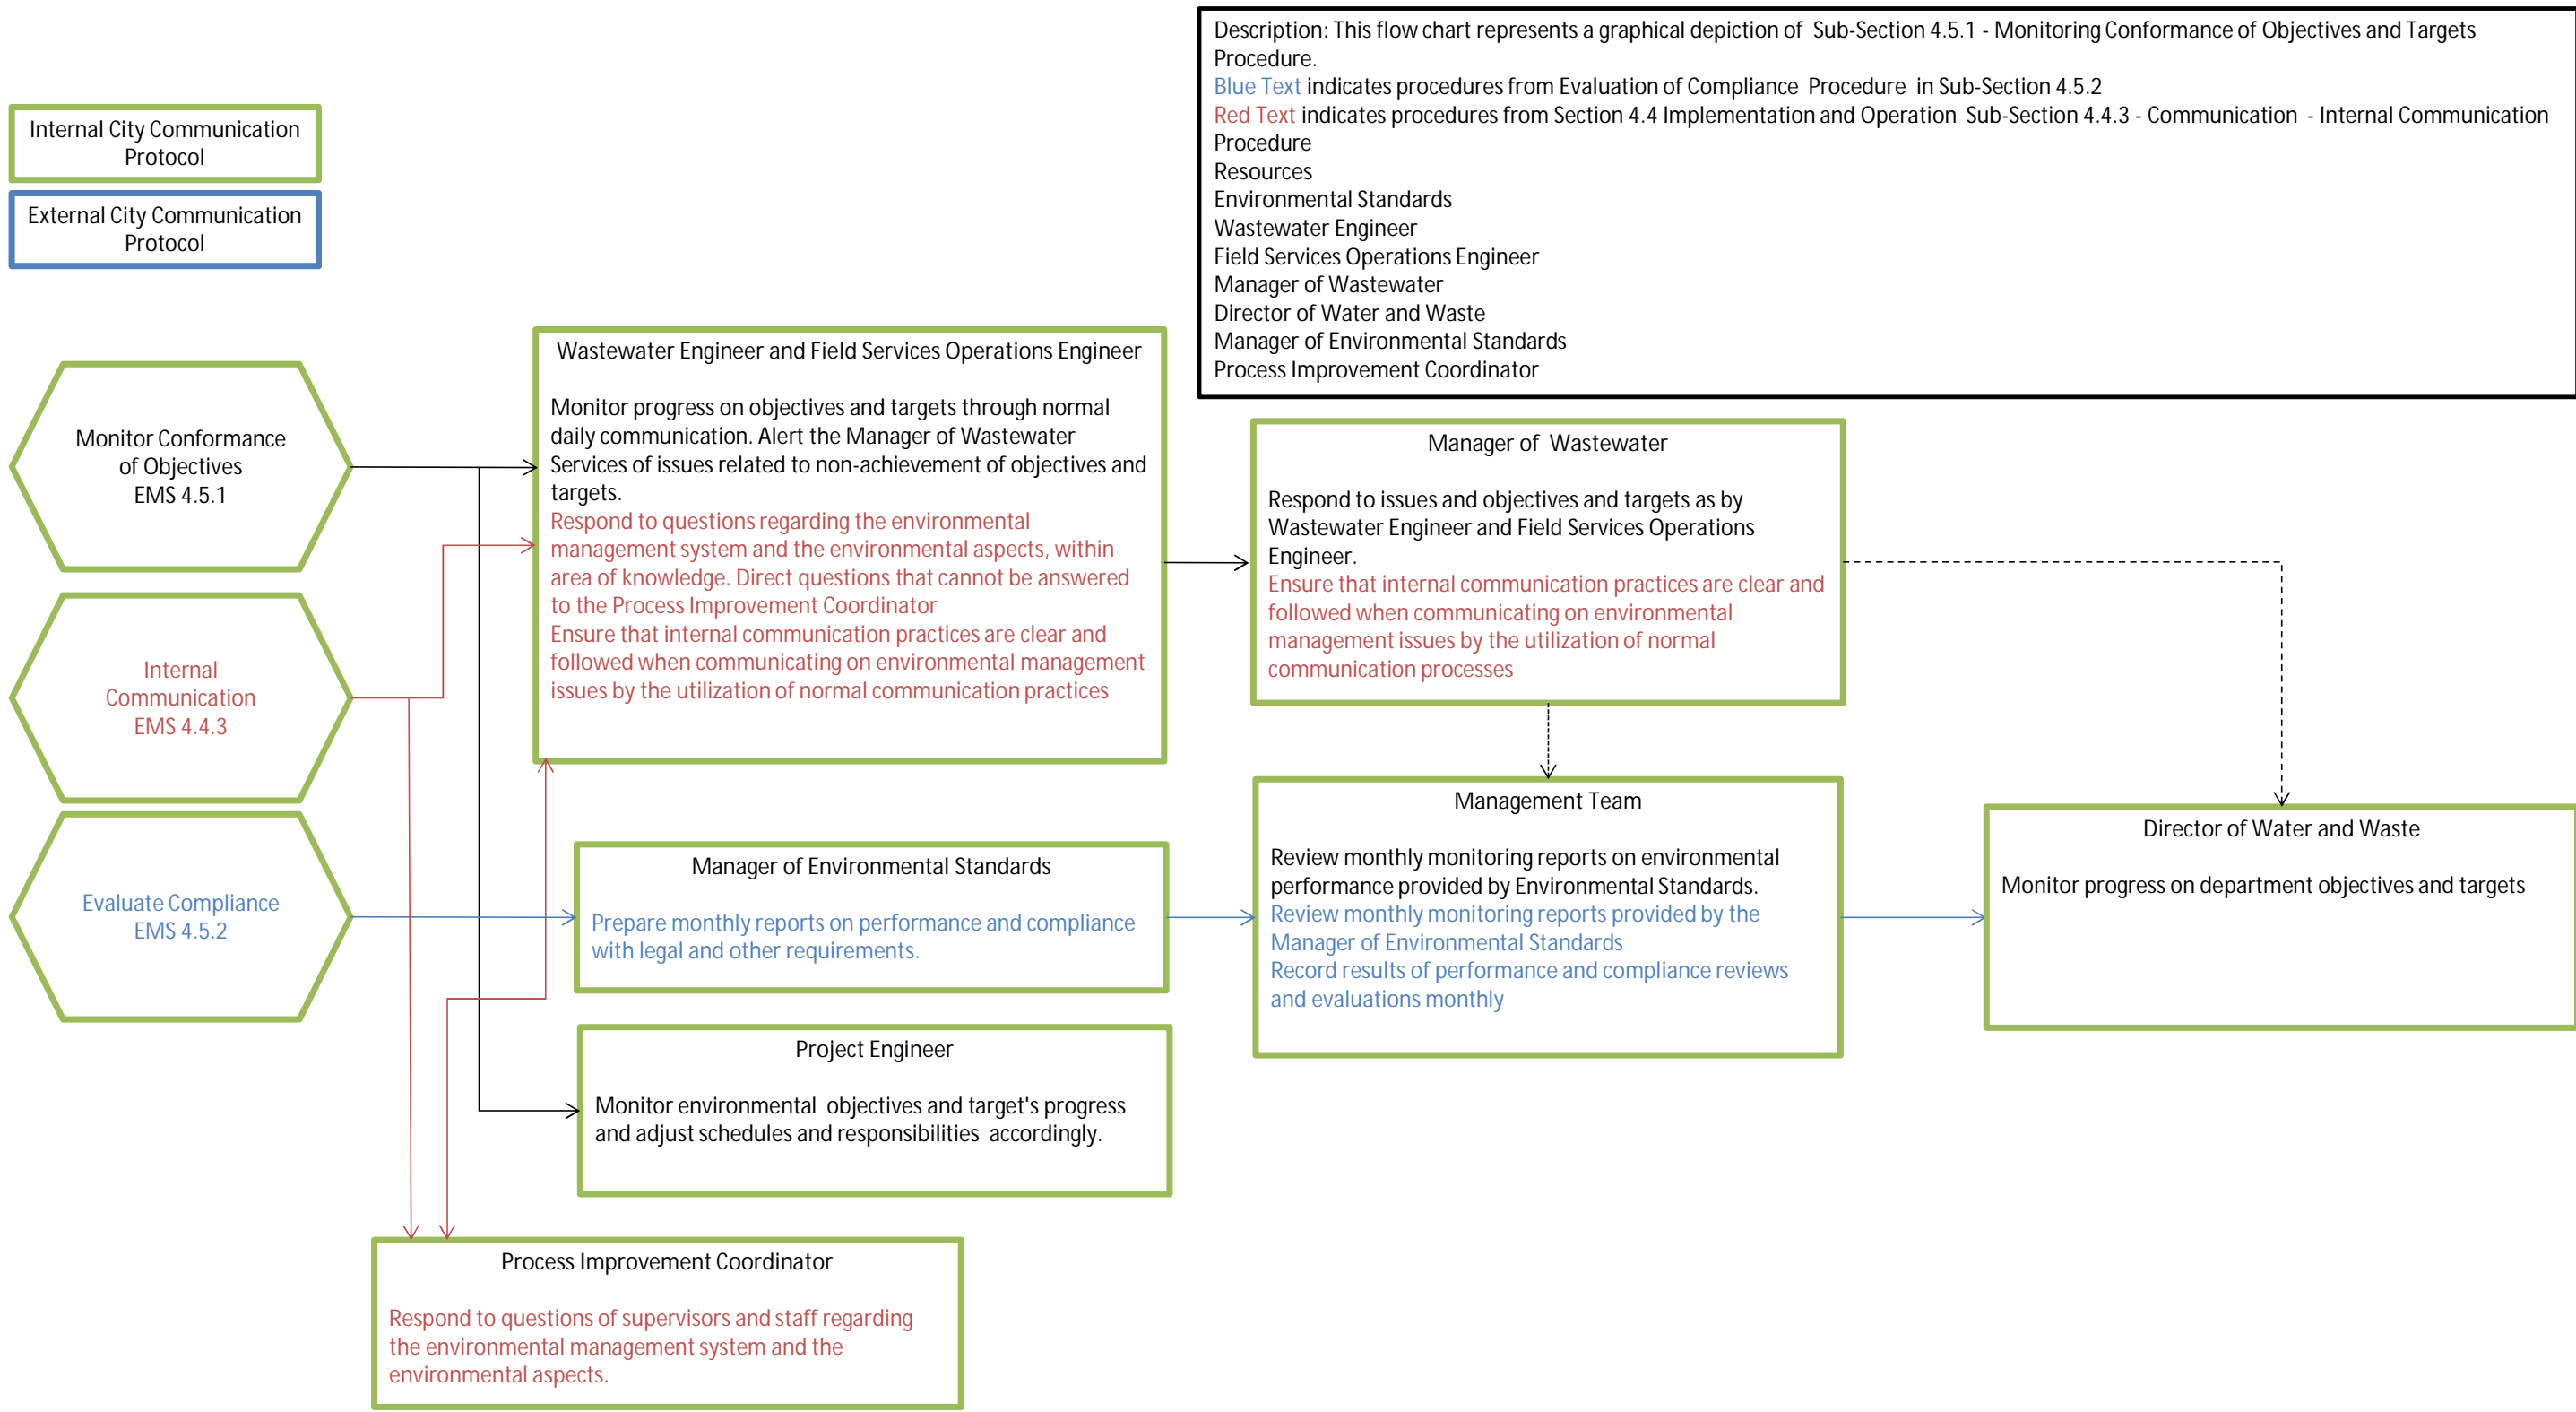 Description: This flow chart represents a graphical depiction of Sub-Section 4.5.1 - Monitoring Conformance of Objectives and Targets
Procedure.
Blue Text indicates procedures from Evaluation of Compliance Procedure in Sub-Section 4.5.2
Red Text indicates procedures from Section 4.4 Implementation and Operation Sub-Section 4.4.3 - Communication - Internal Communication
Procedure
Resources
Environmental Standards
Wastewater Engineer
Field Services Operations Engineer
Manager of Wastewater
Director of Water and Waste
Manager of Environmental Standards
Process Improvement Coordinator
Internal City Communication
Protocol
External City Communication
Protocol
Monitor Conformance
of Objectives
EMS 4.5.1
Internal
Communication
EMS 4.4.3
Evaluate Compliance
EMS 4.5.2
Wastewater Engineer and Field Services Operations Engineer
Monitor progress on objectives and targets through normal
daily communication. Alert the Manager of Wastewater
Services of issues related to non-achievement of objectives and
targets.
Respond to questions regarding the environmental
management system and the environmental aspects, within
area of knowledge. Direct questions that cannot be answered
to the Process Improvement Coordinator
Ensure that internal communication practices are clear and
followed when communicating on environmental management
issues by the utilization of normal communication practices
Manager of Wastewater
Respond to issues and objectives and targets as by
Wastewater Engineer and Field Services Operations
Engineer.
Ensure that internal communication practices are clear and
followed when communicating on environmental
management issues by the utilization of normal
communication processes
Manager of Environmental Standards
Prepare monthly reports on performance and compliance
with legal and other requirements.
Management Team
Review monthly monitoring reports on environmental
performance provided by Environmental Standards.
Review monthly monitoring reports provided by the
Manager of Environmental Standards
Record results of performance and compliance reviews
and evaluations monthly
Director of Water and Waste
Monitor progress on department objectives and targets
Project Engineer
Monitor environmental objectives and target's progress
and adjust schedules and responsibilities accordingly.
Process Improvement Coordinator
Respond to questions of supervisors and staff regarding
the environmental management system and the
environmental aspects.